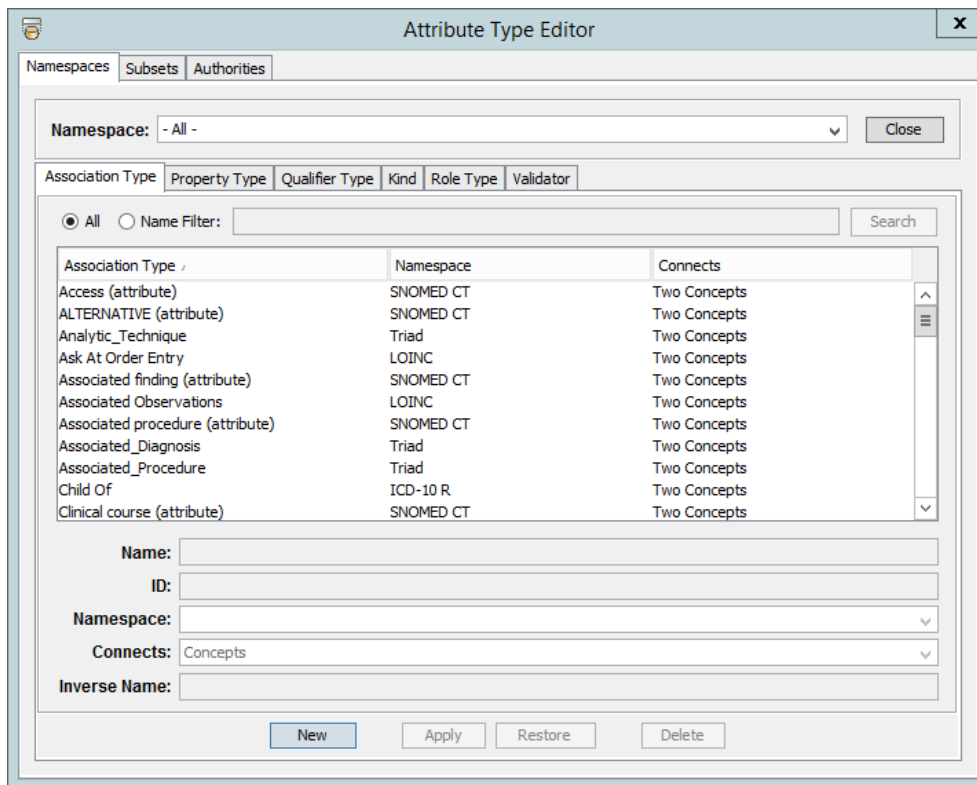 Attribute Type Editor x
Namespaces Subsets Authorities
Namespace: - All - Close
Association Type Property Type Qualifier Type Kind Role Type Validator
All Name Filter: Search
Association Type Namespace Connects
Access (attribute) SNOMED CT Two Concepts
ALTERNATIVE (attribute) SNOMED CT Two Concepts
Analytic_Technique Triad Two Concepts
Ask At Order Entry LOINC Two Concepts
Associated finding (attribute) SNOMED CT Two Concepts
Associated Observations LOINC Two Concepts
Associated procedure (attribute) SNOMED CT Two Concepts
Associated_Diagnosis Triad Two Concepts
Associated_Procedure Triad Two Concepts
Child Of ICD-10 R Two Concepts
Clinical course (attribute) SNOMED CT Two Concepts
Name:
ID:
Namespace:
Connects: Concepts
Inverse Name:
New Apply Restore Delete